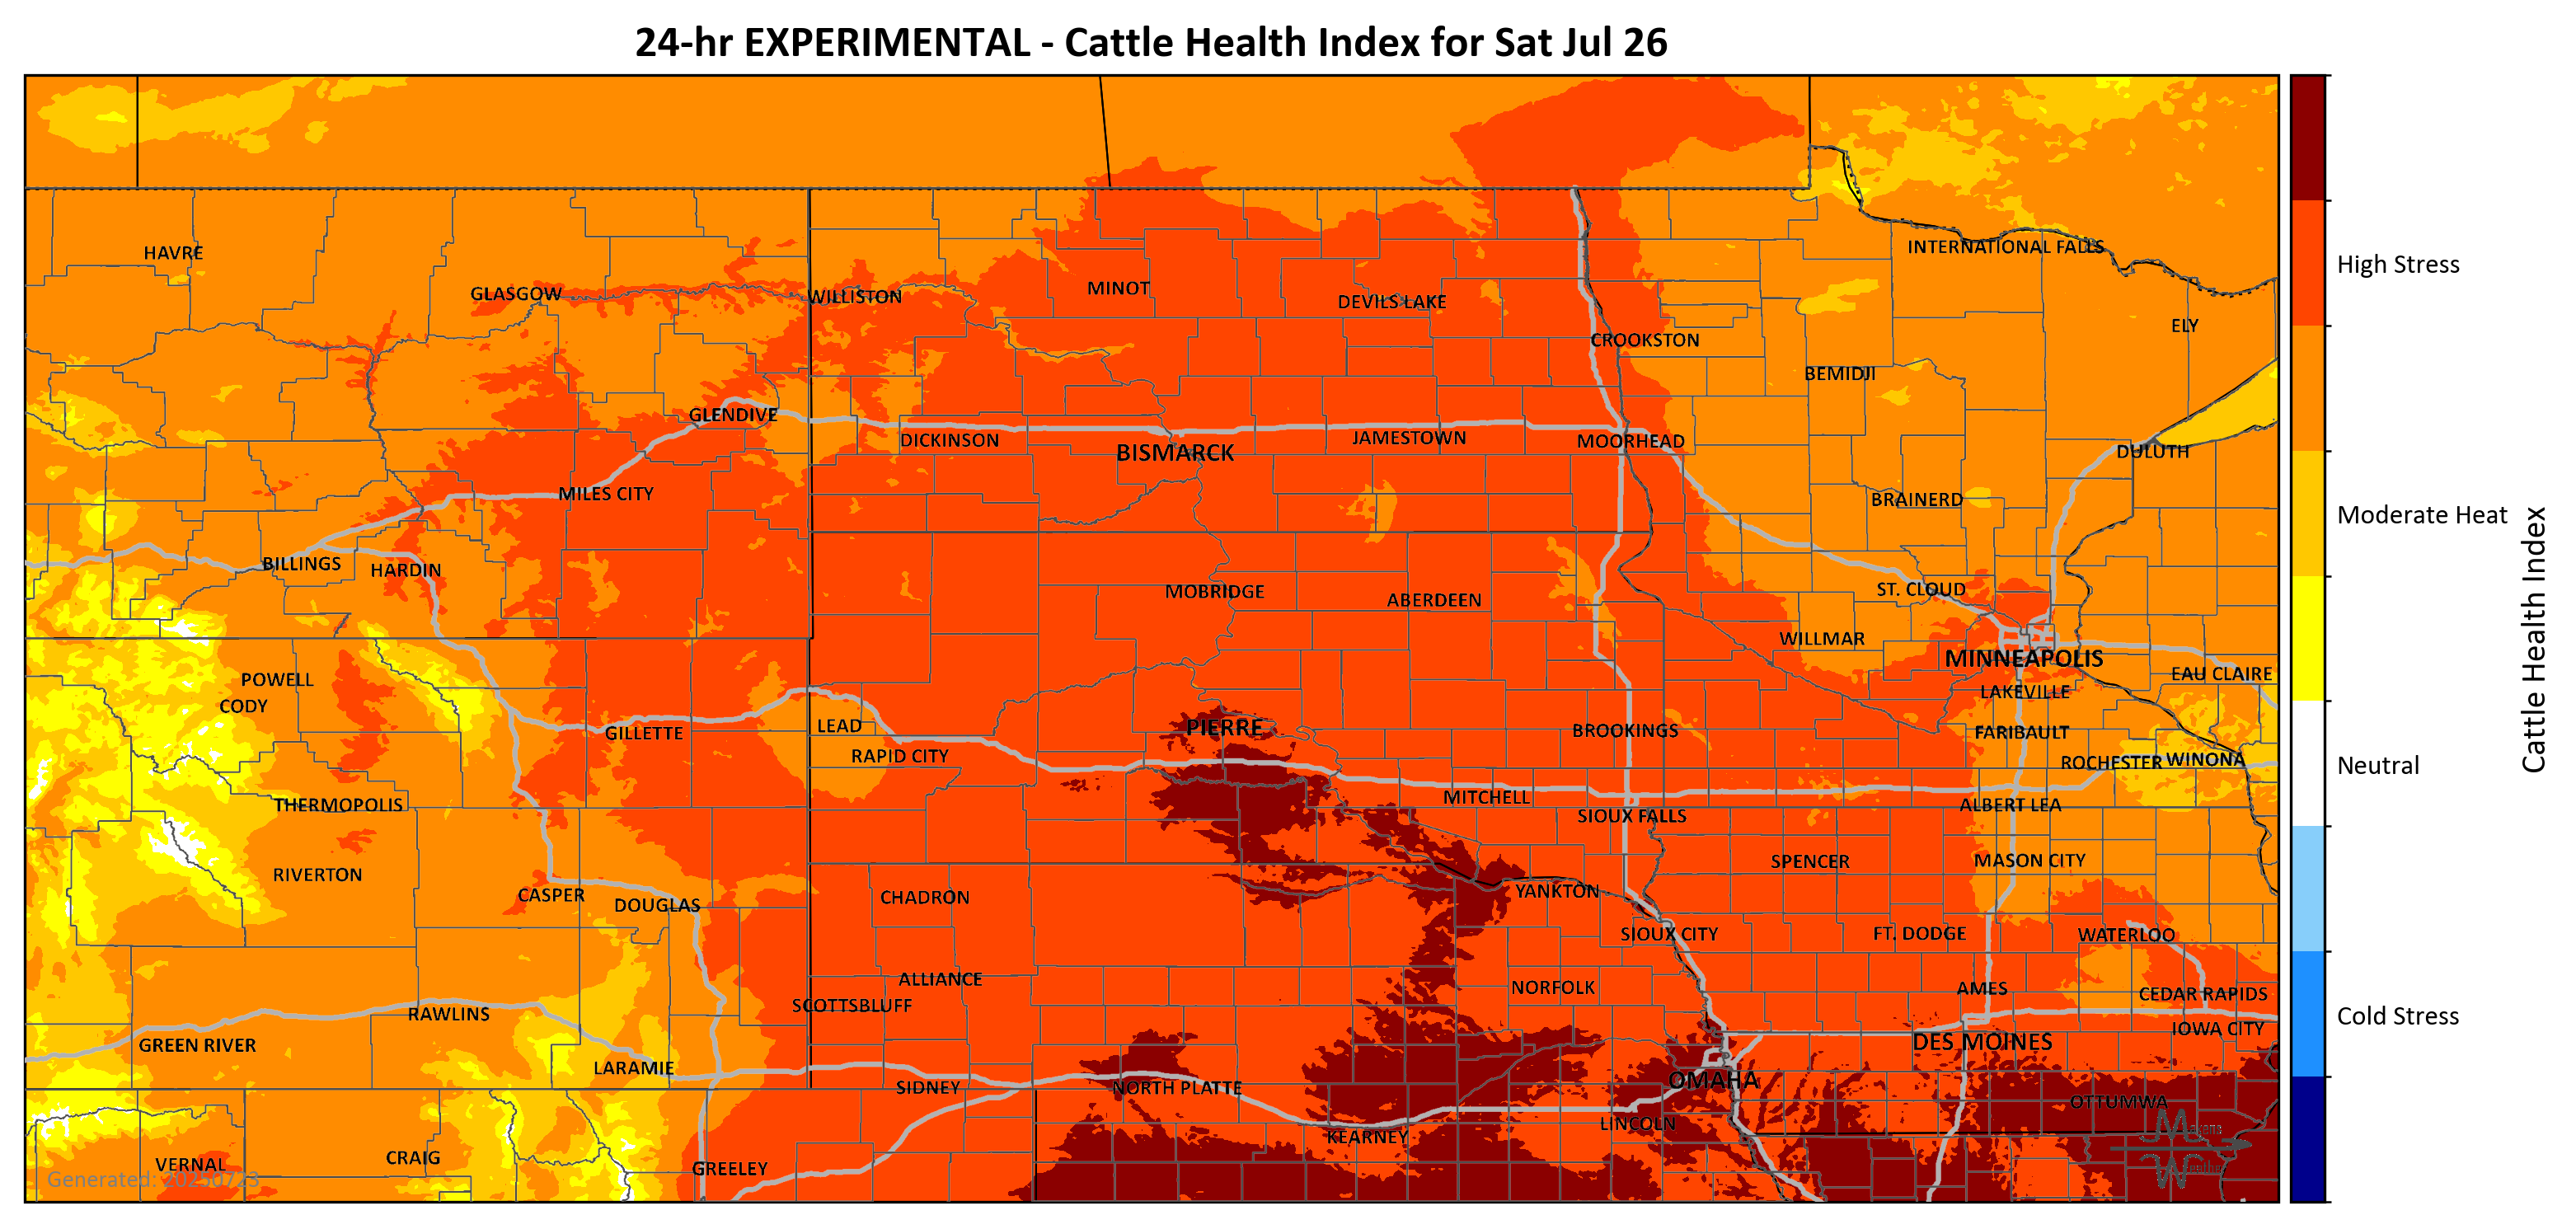 24-hr EXPERIMENTAL - Cattle Health Index for Sat Jul 26
HAVRE
INTERNATIONAL FALLS
High Stress
GLASGOW
WILLISTON
MINOT
DEVILS LAKE
ELY
CROOKSTON
BEMIDJI
GLENDIVE
DICKINSON
BISMARCK
JAMESTOWN
MOORHEAD
DULUTH
MILES CITY
BRAINERD
Moderate Heat
BILLINGS
HARDIN
MOBRIDGE
ABERDEEN
ST. CLOUD
WILLMAR
MINNEAPOLIS
Cattle Health Index
POWELL
EAU CLAIRE
CODY
LAKEVILLE
GILLETTE
LEAD
PIERRE
BROOKINGS
FARIBAULT
RAPID CITY
ROCHESTER
WINONA
Neutral
THERMOPOLIS
MITCHELL
SIOUX FALLS
ALBERT LEA
RIVERTON
SPENCER
MASON CITY
CASPER
DOUGLAS
CHADRON
YANKTON
SIOUX CITY
FT. DODGE
WATERLOO
ALLIANCE
NORFOLK
AMES
CEDAR RAPIDS
SCOTTSBLUFF
RAWLINS
Cold Stress
GREEN RIVER
DES MOINES
IOWA CITY
LARAMIE
SIDNEY
NORTH PLATTE
OMAHA
OTTUMWA
LINCOLN
KEARNEY
VERNAL
CRAIG
GREELEY
Generated: 20250723